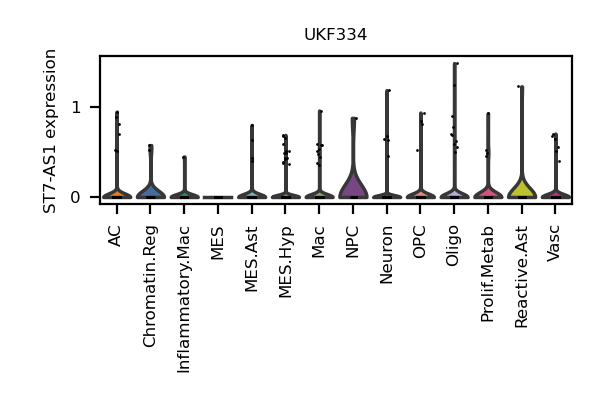 UKF334
ST7-AS1 expression
1
0
AC
Chromatin.Reg
Inflammatory.Mac
MES
MES.Ast
MES.Hyp
Mac
NPC
Neuron
OPC
Oligo
Prolif.Metab
Reactive.Ast
Vasc